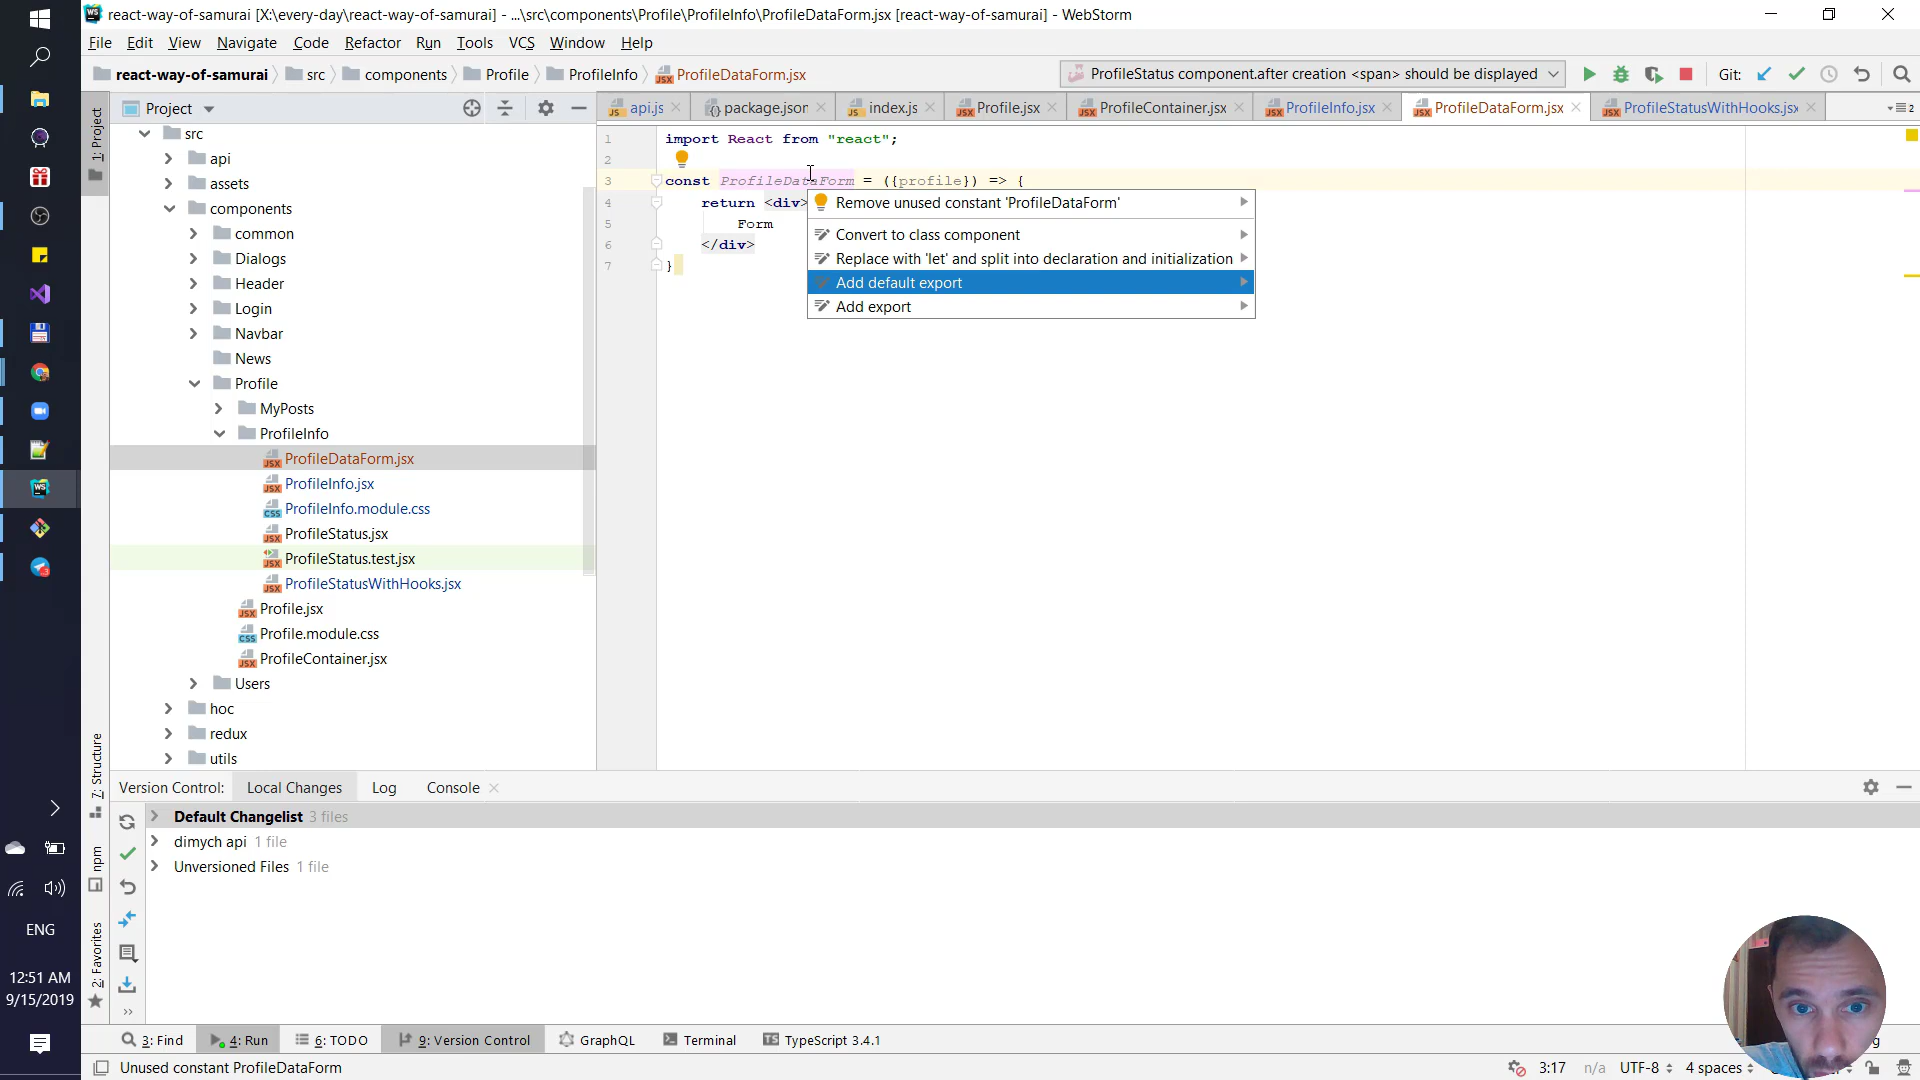 react-way-of-samurai [X:\every-day\react-way-of-samurai] - ...\src\components\Profile\ProfileInfo\ProfileDataForm.jsx [react-way-of-samurai] - WebStorm
File Edit View Navigate Code Refactor Run Tools VCS Window Help
react-way-of-samurai src components Profile ProfileInfo ProfileDataForm.jsx
ProfileStatus component.after creation <span> should be displayed
Git:
1: Project
Project
api.js package.json index.js Profile.jsx ProfileContainer.jsx ProfileInfo.jsx ProfileDataForm.jsx ProfileStatusWithHooks.jsx
2
src
api
assets
components
common
Dialogs
Header
Login
Navbar
News
Profile
MyPosts
ProfileInfo
ProfileDataForm.jsx
ProfileInfo.jsx
ProfileInfo.module.css
ProfileStatus.jsx
ProfileStatus.test.jsx
ProfileStatusWithHooks.jsx
Profile.jsx
Profile.module.css
ProfileContainer.jsx
Users
hoc
redux
utils
1 import React from "react";
2
3 const ProfileDataForm = ({profile}) => {
4 return <div>
5 Form
6 </div>
7 }
Remove unused constant 'ProfileDataForm'
Convert to class component
Replace with 'let' and split into declaration and initialization
Add default export
Add export
7: Structure
npm
2: Favorites
Version Control: Local Changes Log Console
Default Changelist 3 files
dimych api 1 file
Unversioned Files 1 file
3: Find 4: Run 6: TODO 9: Version Control GraphQL Terminal TypeScript 3.4.1
Unused constant ProfileDataForm
3:17 n/a UTF-8 4 spaces
ENG
12:51 AM
9/15/2019